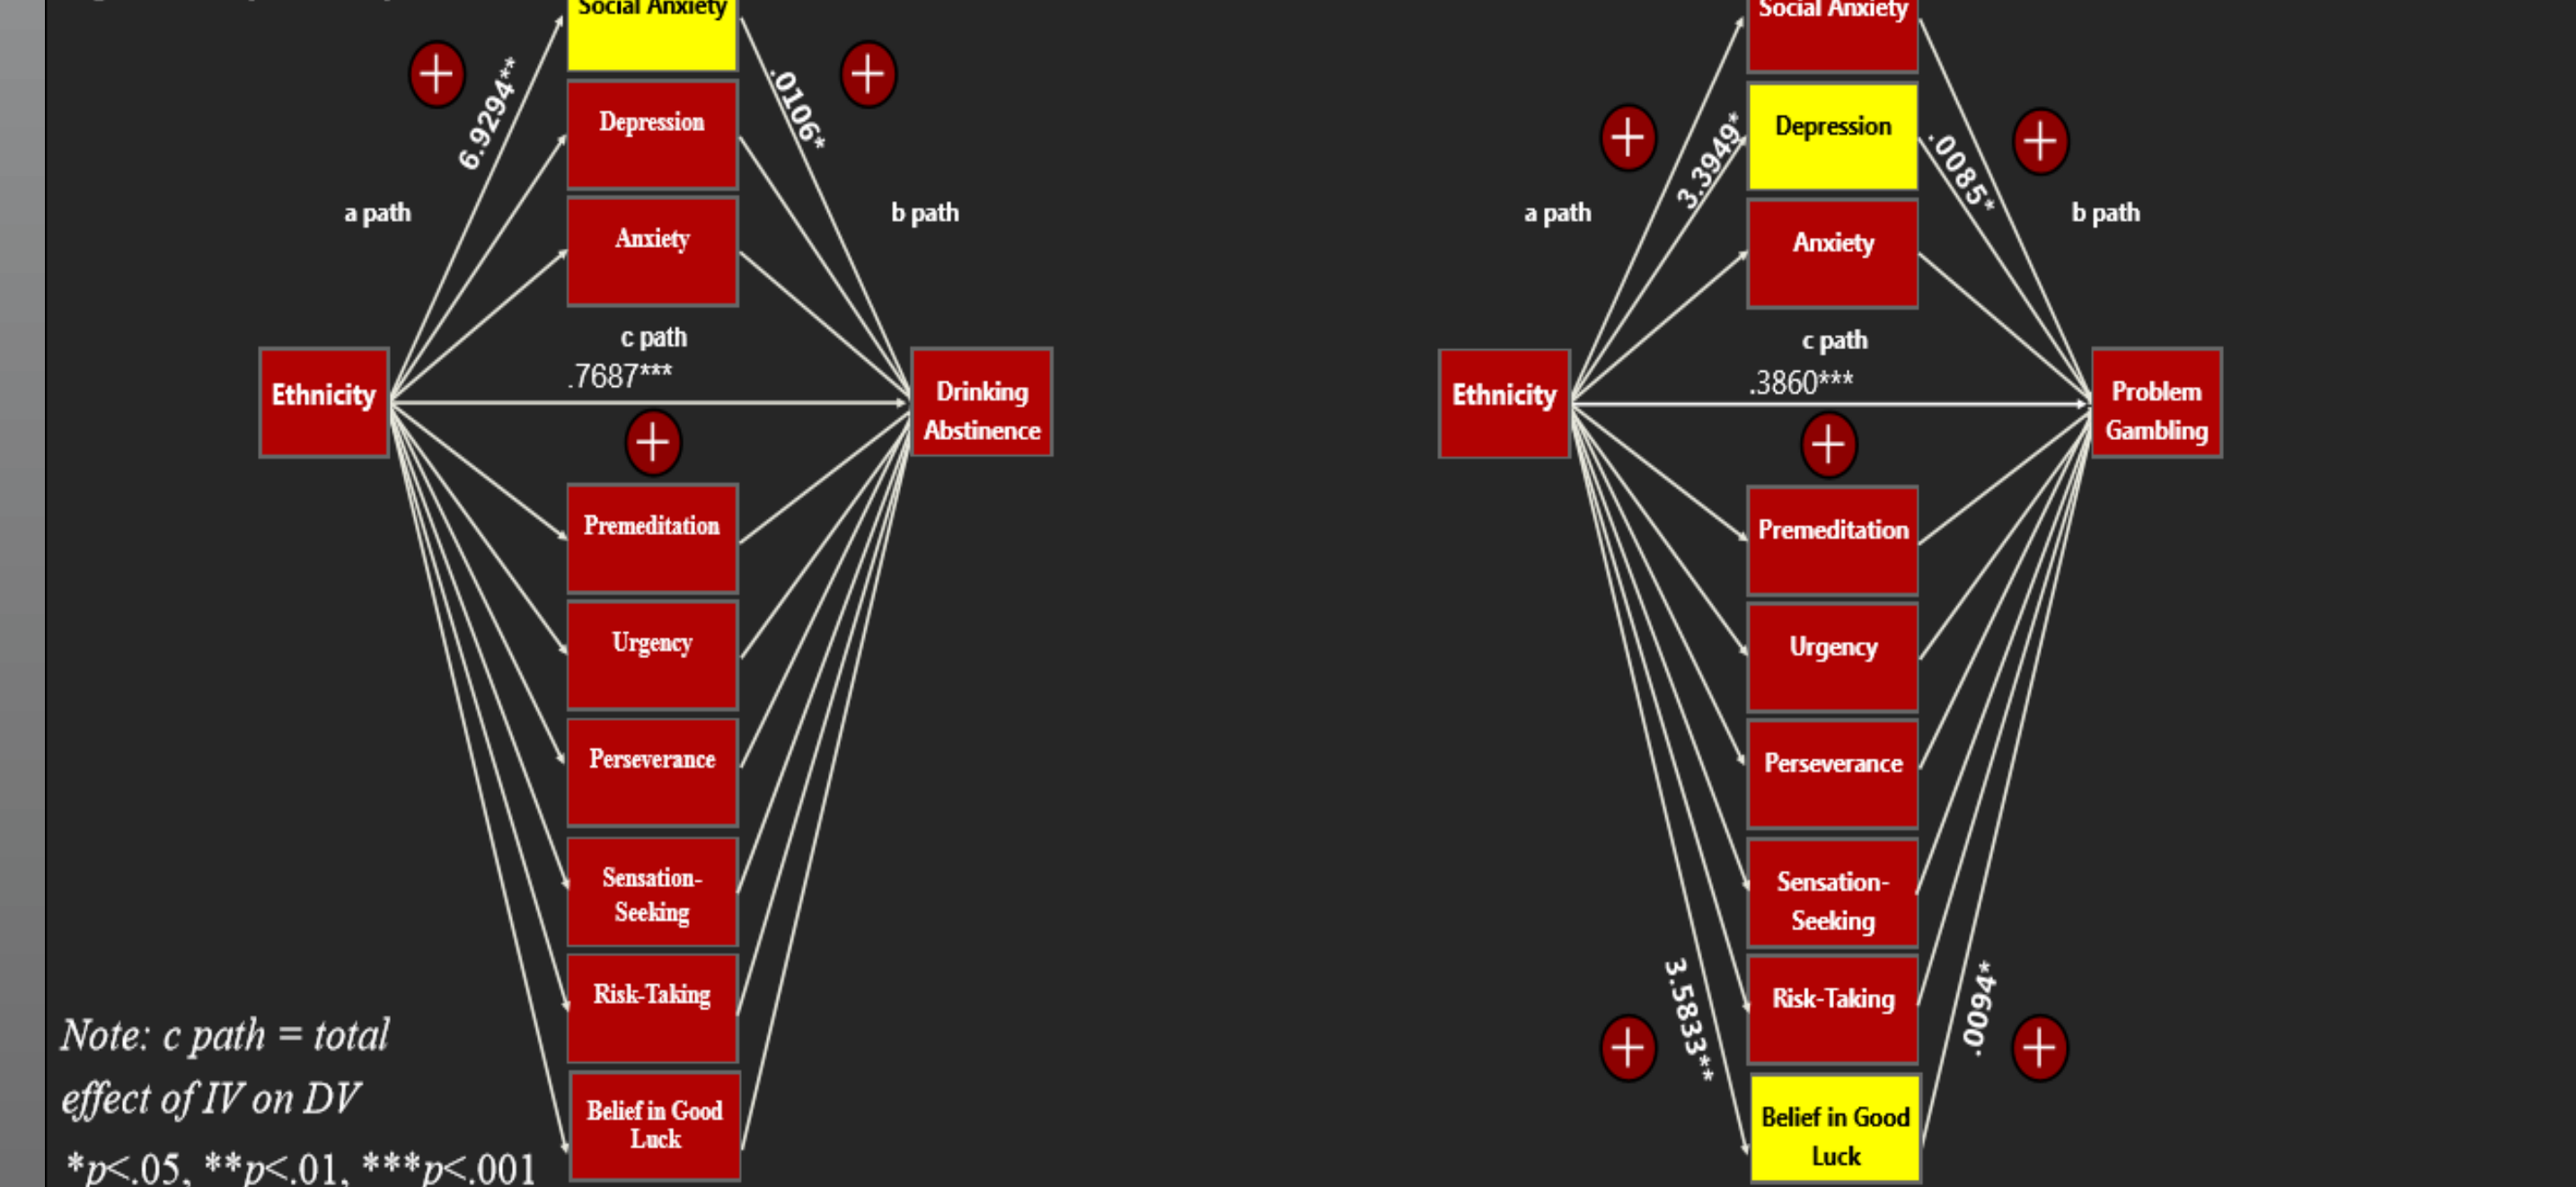 Social Anxiety
6.9294**
.0106*
Depression
a path
b path
Anxiety
c path
.7687***
Ethnicity
Drinking
Abstinence
Premeditation
Urgency
Perseverance
Sensation-
Seeking
Risk-Taking
Belief in Good
Luck
Note: c path = total
effect of IV on DV
*p<.05, **p<.01, ***p<.001
Social Anxiety
3.3949*
.0085*
Depression
a path
b path
Anxiety
c path
.3860***
Ethnicity
Problem
Gambling
Premeditation
Urgency
Perseverance
Sensation-
Seeking
3.5833**
.0094*
Risk-Taking
Belief in Good
Luck